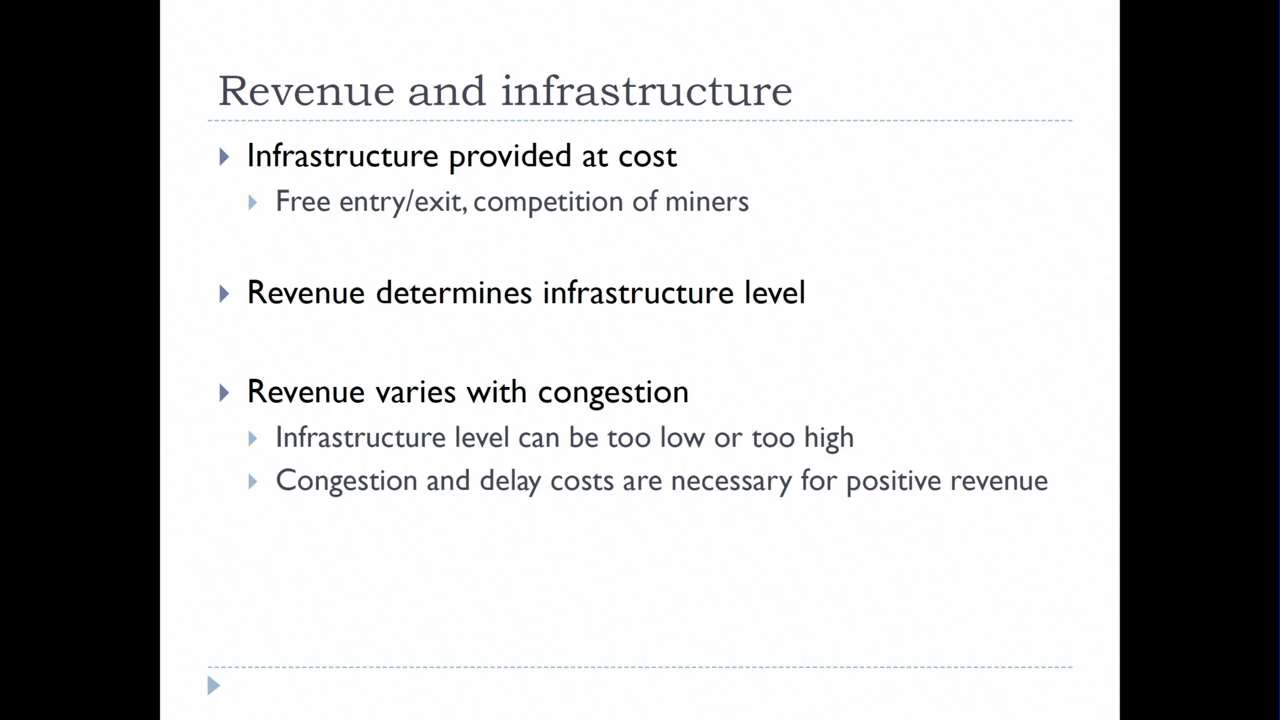 Revenue and infrastructure
Infrastructure provided at cost
Free entry/exit, competition of miners
Revenue determines infrastructure level
Revenue varies with congestion
Infrastructure level can be too low or too high
Congestion and delay costs are necessary for positive revenue